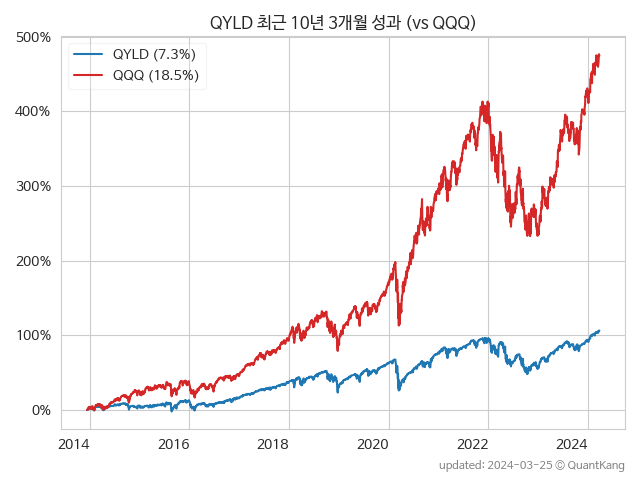 QYLD 최근 10년 3개월 성과 (vs QQQ)
500%
QYLD (7.3%)
QQQ (18.5%)
400%
300%
200%
100%
0%
2014 2016 2018 2020 2022 2024
updated: 2024-03-25 © QuantKang